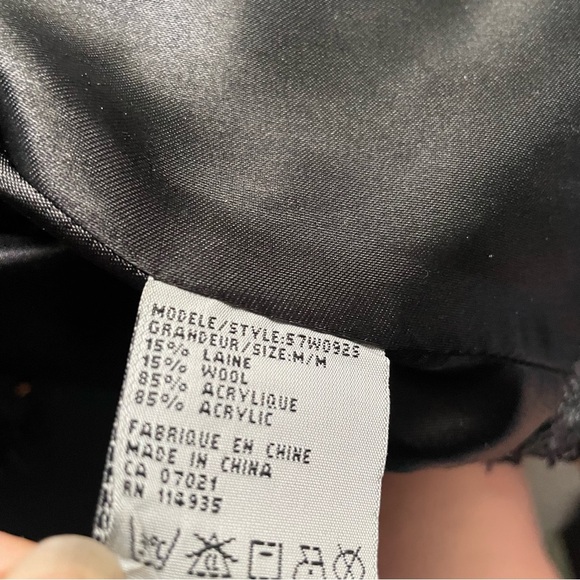 MODELE/STYLE:57W0925
GRANDEUR/SIZE:M/M
15% LAINE
15% WOOL
85% ACRYLIQUE
85% ACRYLIC
FABRIQUE EN CHINE
MADE IN CHINA
CA 07021
RN 114935